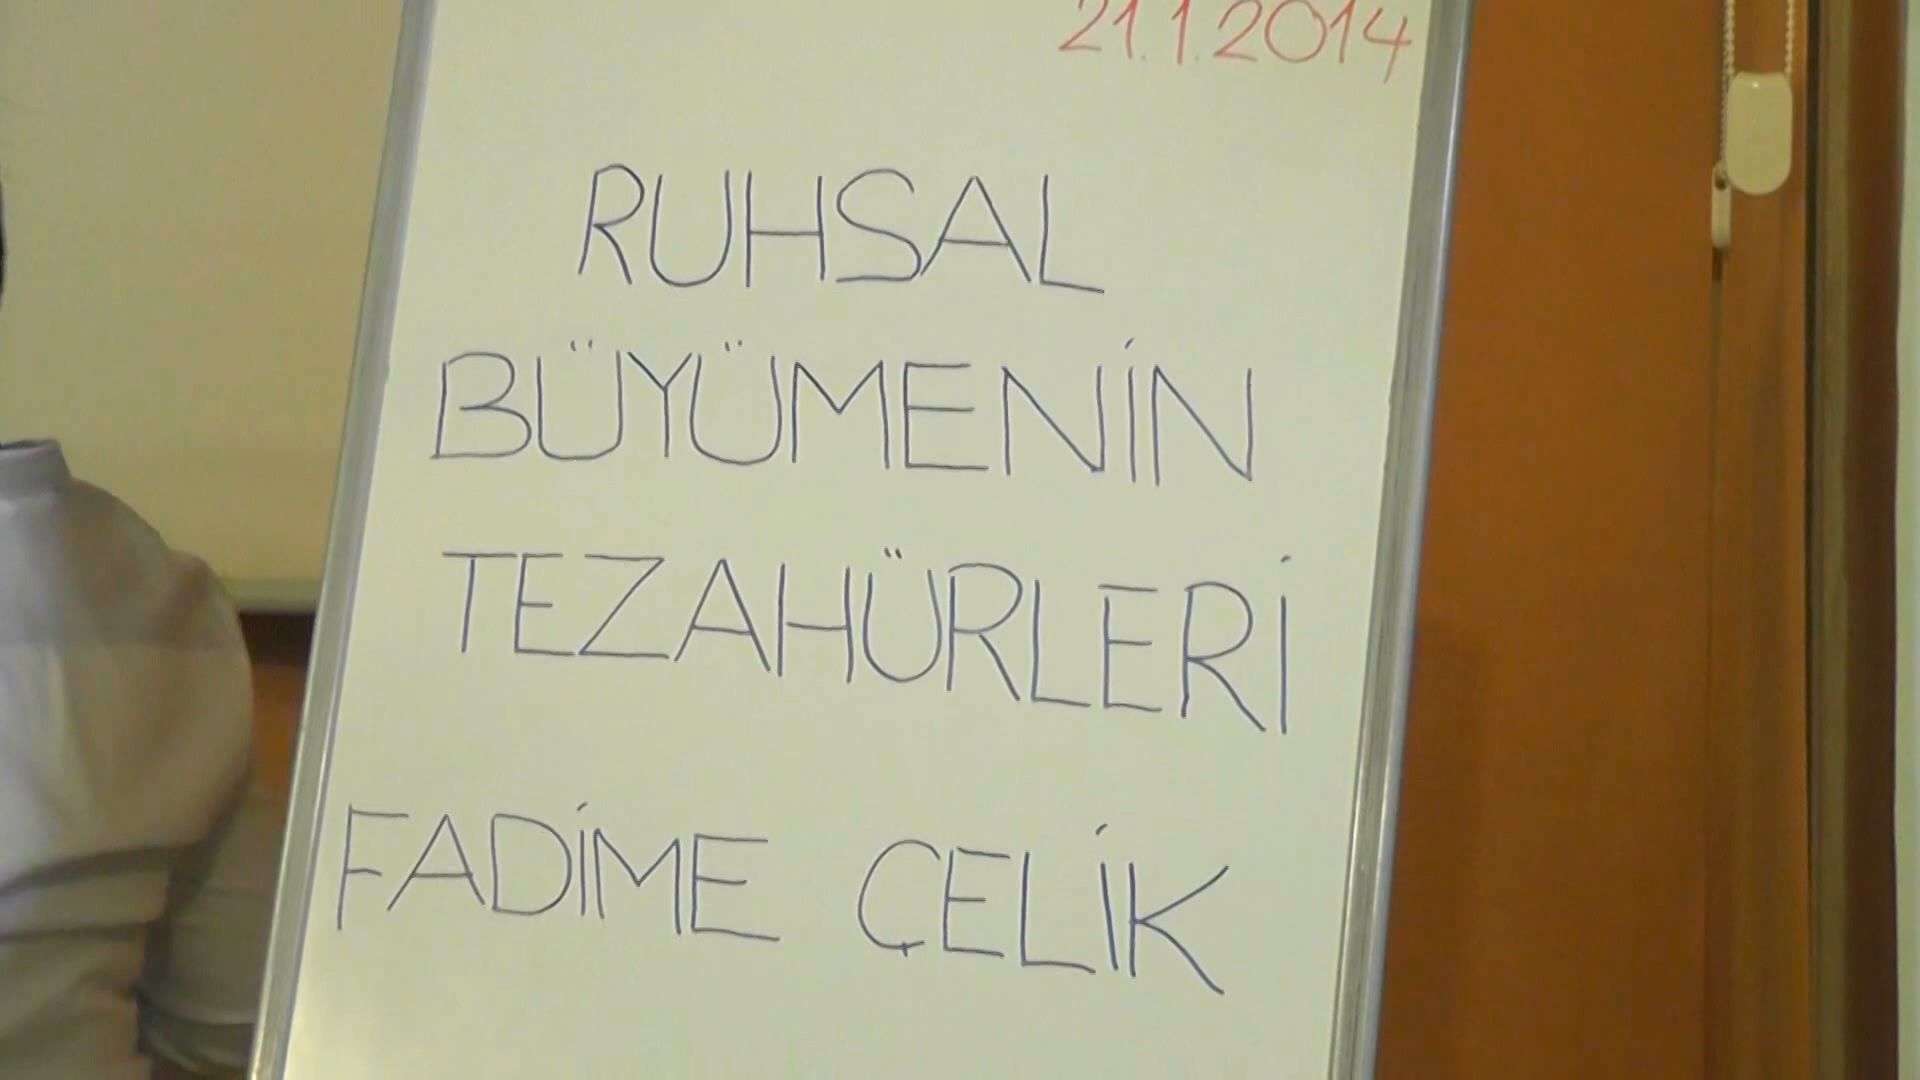 21.1.2014
RUHSAL
BÜYÜMENİN
TEZAHÜRLERİ
FADİME ÇELİK